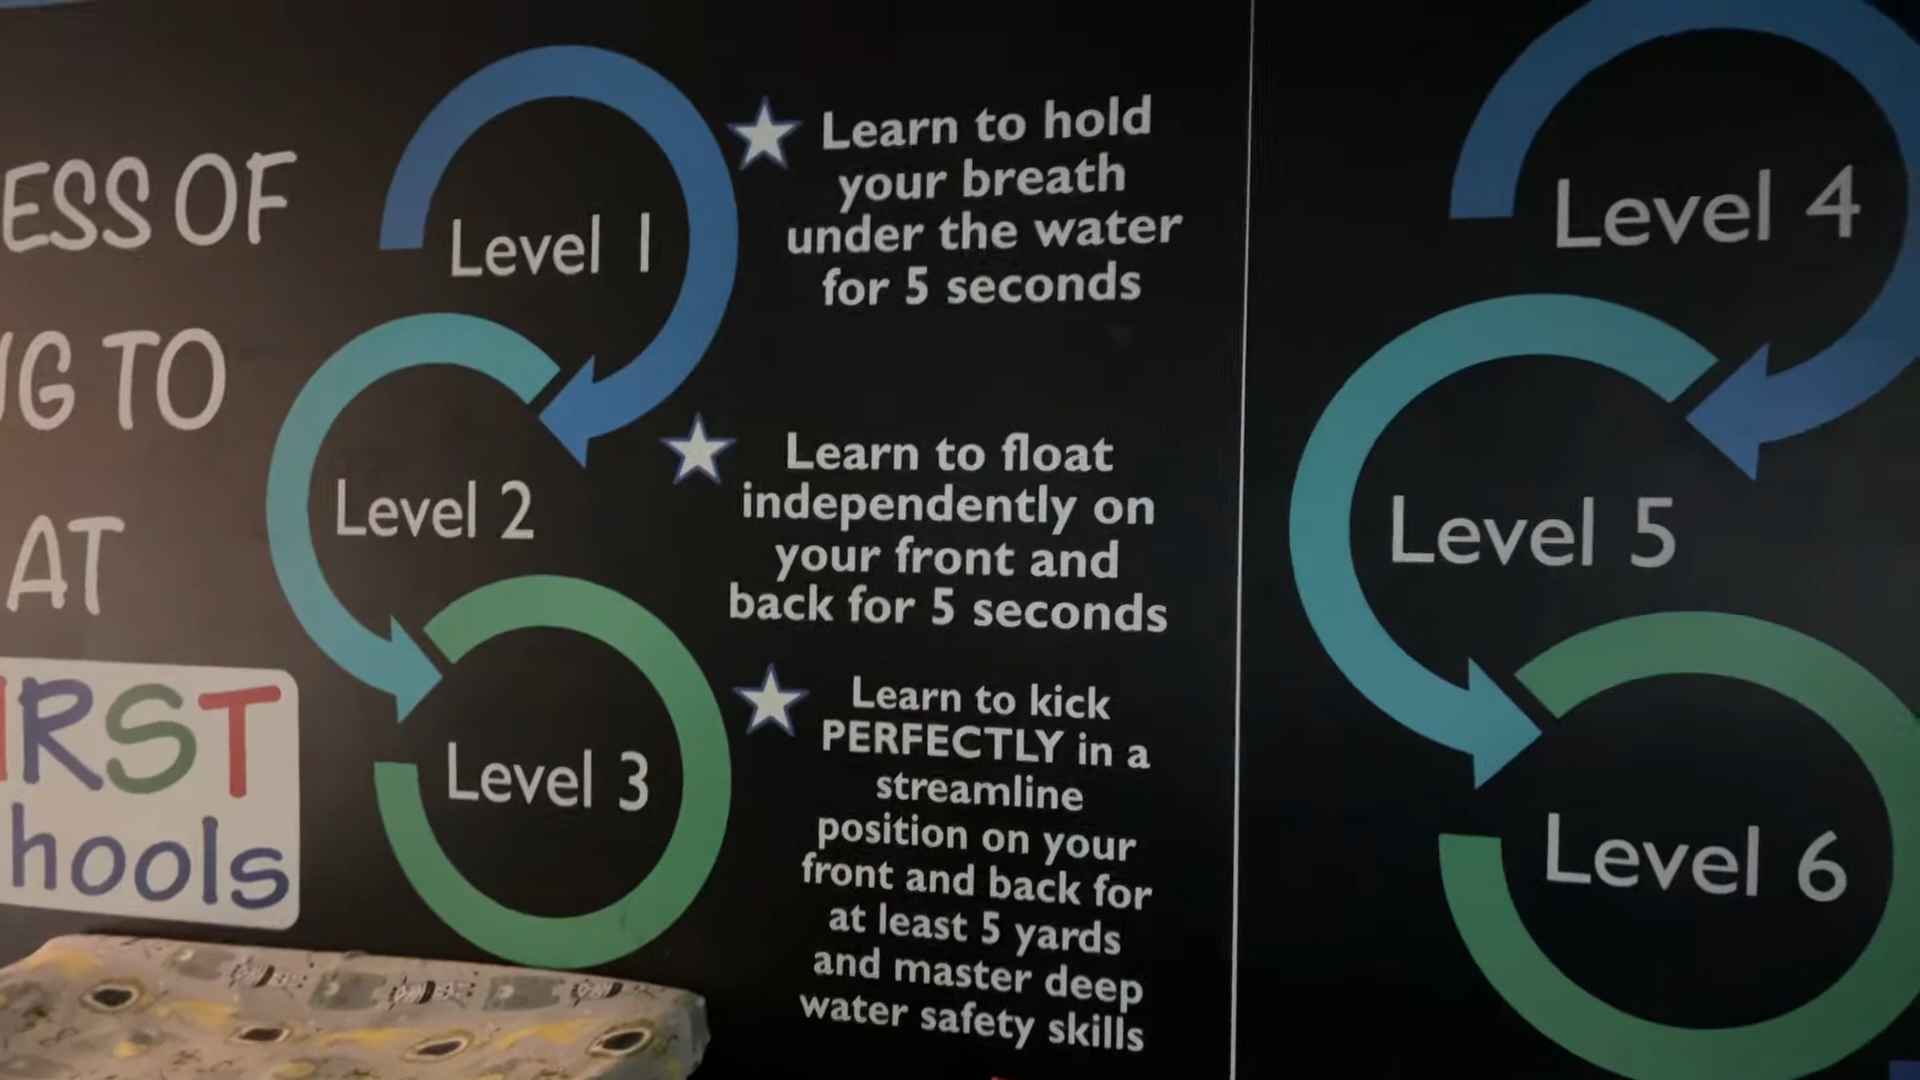 ESS OF
G TO
AT
RST
hools
Level 1
Learn to hold
your breath
under the water
for 5 seconds
Level 2
Learn to float
independently on
your front and
back for 5 seconds
Level 3
Learn to kick
PERFECTLY in a
streamline
position on your
front and back for
at least 5 yards
and master deep
water safety skills
Level 4
Level 5
Level 6